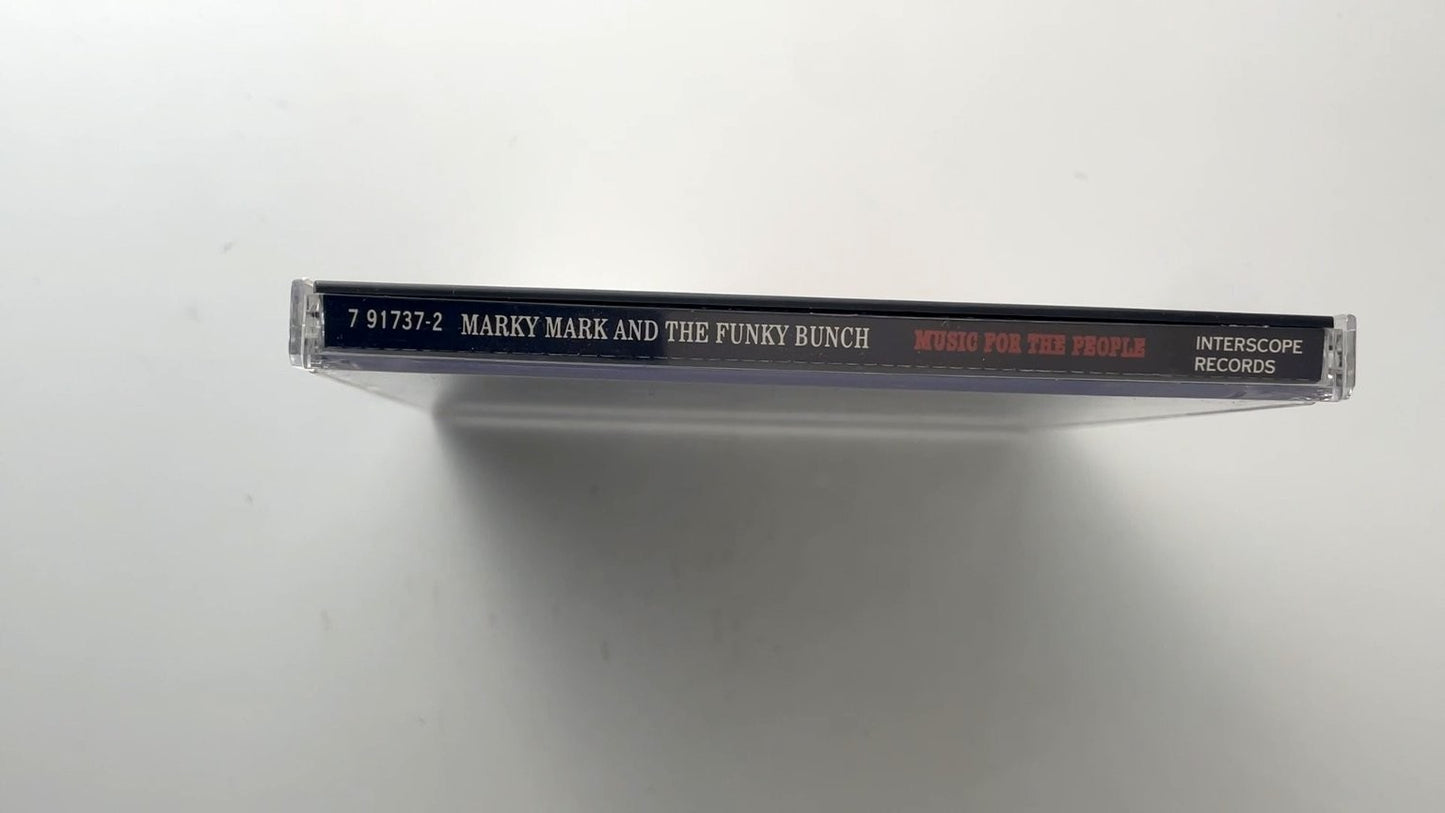 7 91737-2 MARKY MARK AND THE FUNKY BUNCH MUSIC FOR THE PEOPLE
INTERSCOPE
RECORDS